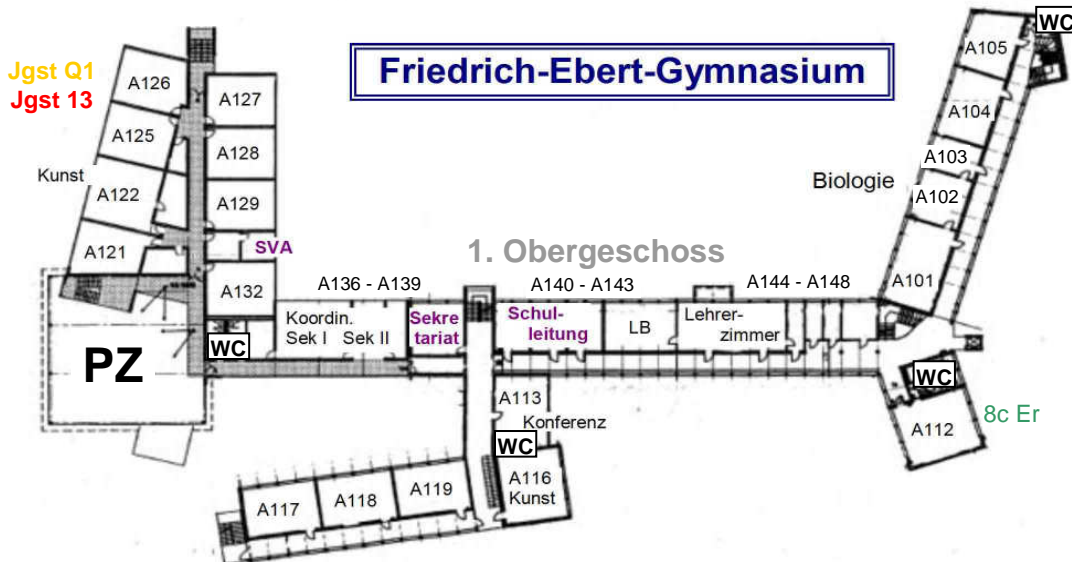 Friedrich-Ebert-Gymnasium
Jgst Q1
Jgst 13
A126
A125
Kunst
A122
A121
A127
A128
A129
SVA
A132
WC
PZ
1. Obergeschoss
A136 - A139
A140 - A143
A144 - A148
Koordin.
Sek I Sek II
Sekre
tariat
Schul-
leitung
LB
Lehrer-
zimmer
WC
A105
A104
A103
Biologie
A102
A101
WC
A112
8c Er
A113
Konferenz
WC
A116
Kunst
A117
A118
A119